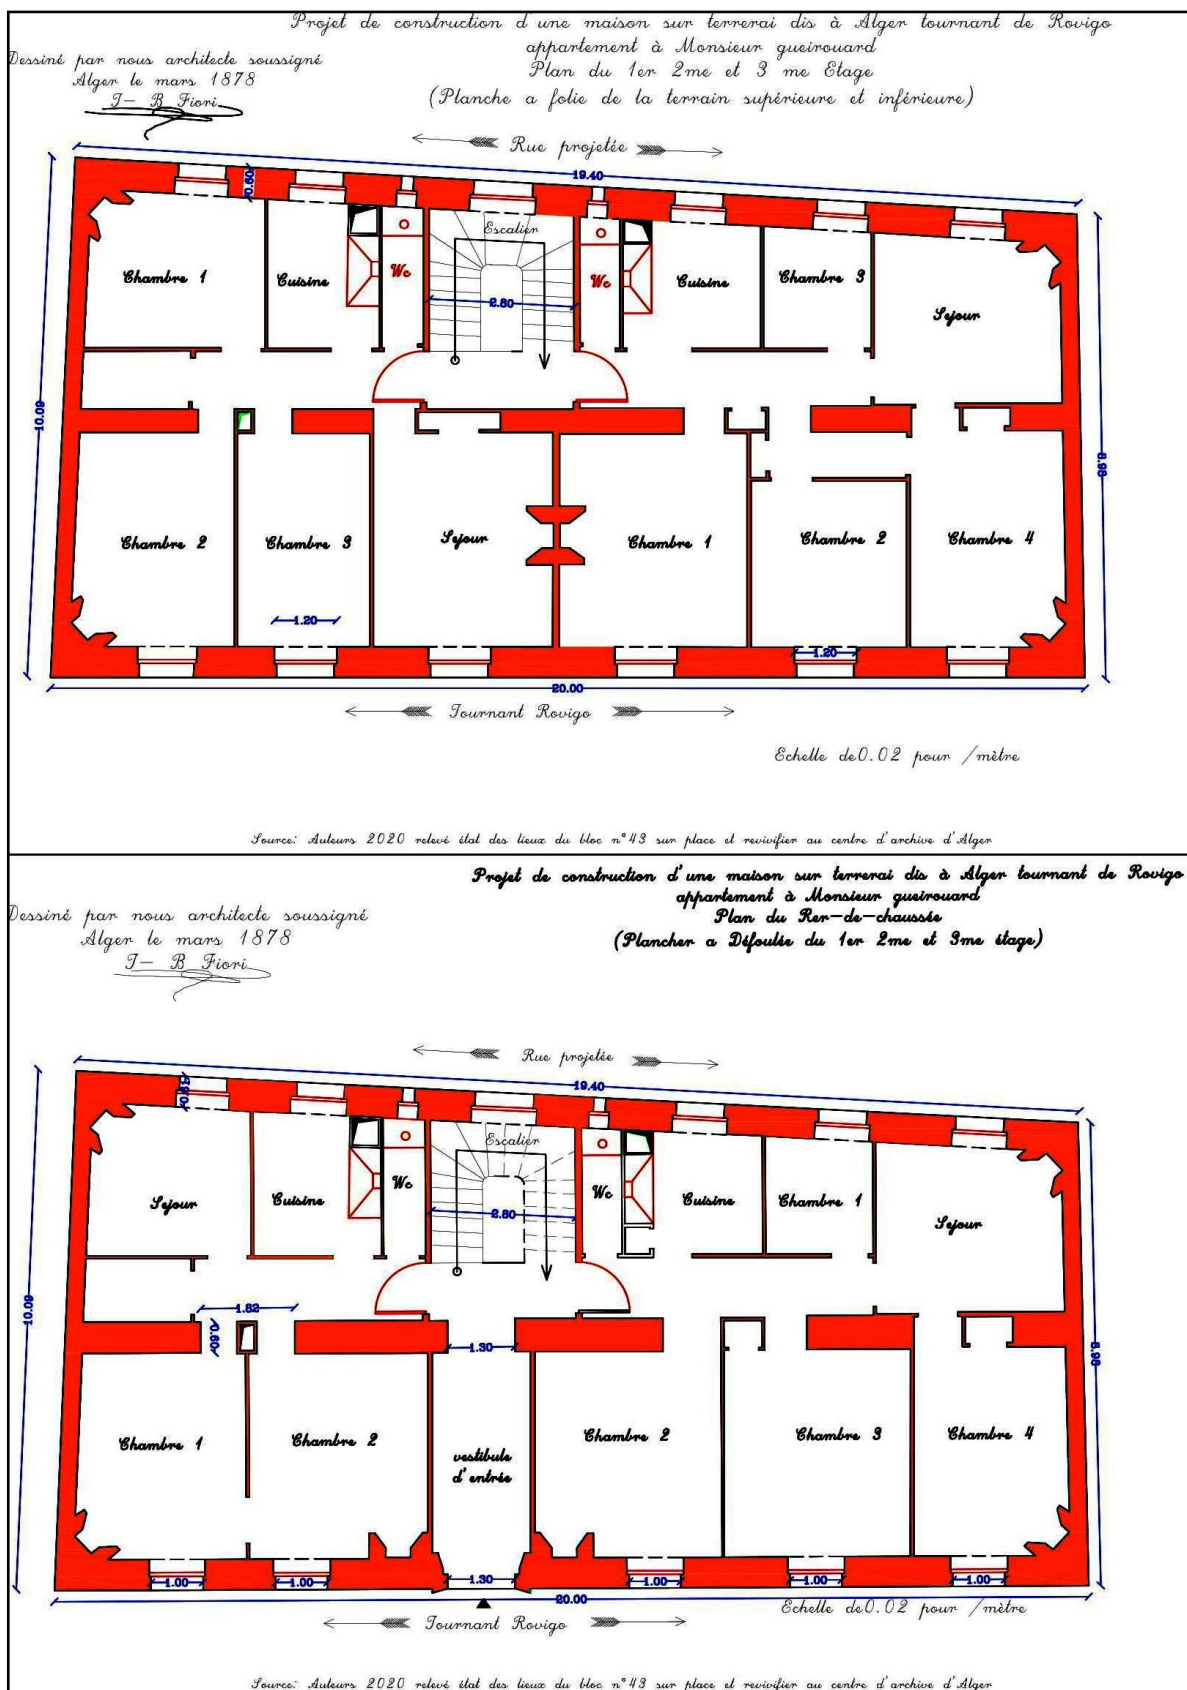 Projet de construction d'une maison sur terrerai dis à Alger tournant de Rovigo
appartement à Monsieur gueirouard
Plan du 1er 2me et 3 me Etage
(Planche a folie de la terrain supérieure et inférieure)
Dessiné par nous architecte soussigné
Alger le mars 1878
J- B Fiori
Rue projetée
19.40
0.60
Escalier
Chambre 1
Cuisine
Wc
2.60
Wc
Cuisine
Chambre 3
Sejour
10.09
8.98
Chambre 2
Chambre 3
Sejour
Chambre 1
Chambre 2
Chambre 4
1.20
1.20
20.00
Tournant Rovigo
Echelle de0.02 pour /mètre
Source: Auteurs 2020 relevé état des lieux du bloc n°43 sur place et revivifier au centre d'archive d'Alger
Projet de construction d'une maison sur terrerai dis à Alger tournant de Rovigo
appartement à Monsieur gueirouard
Plan du Rer-de-chaussée
(Plancher a Défoulée du 1er 2me et 3me étage)
Dessiné par nous architecte soussigné
Alger le mars 1878
J- B Fiori
Rue projetée
19.40
0.61
Escalier
Sejour
Cuisine
Wc
2.60
Wc
Cuisine
Chambre 1
Sejour
10.09
1.82
0.60
1.30
8.98
Chambre 1
Chambre 2
vestibule
d'entrée
Chambre 2
Chambre 3
Chambre 4
1.00
1.00
1.30
1.00
1.00
1.00
20.00
Echelle de0.02 pour /mètre
Tournant Rovigo
Source: Auteurs 2020 relevé état des lieux du bloc n°43 sur place et revivifier au centre d'archive d'Alger